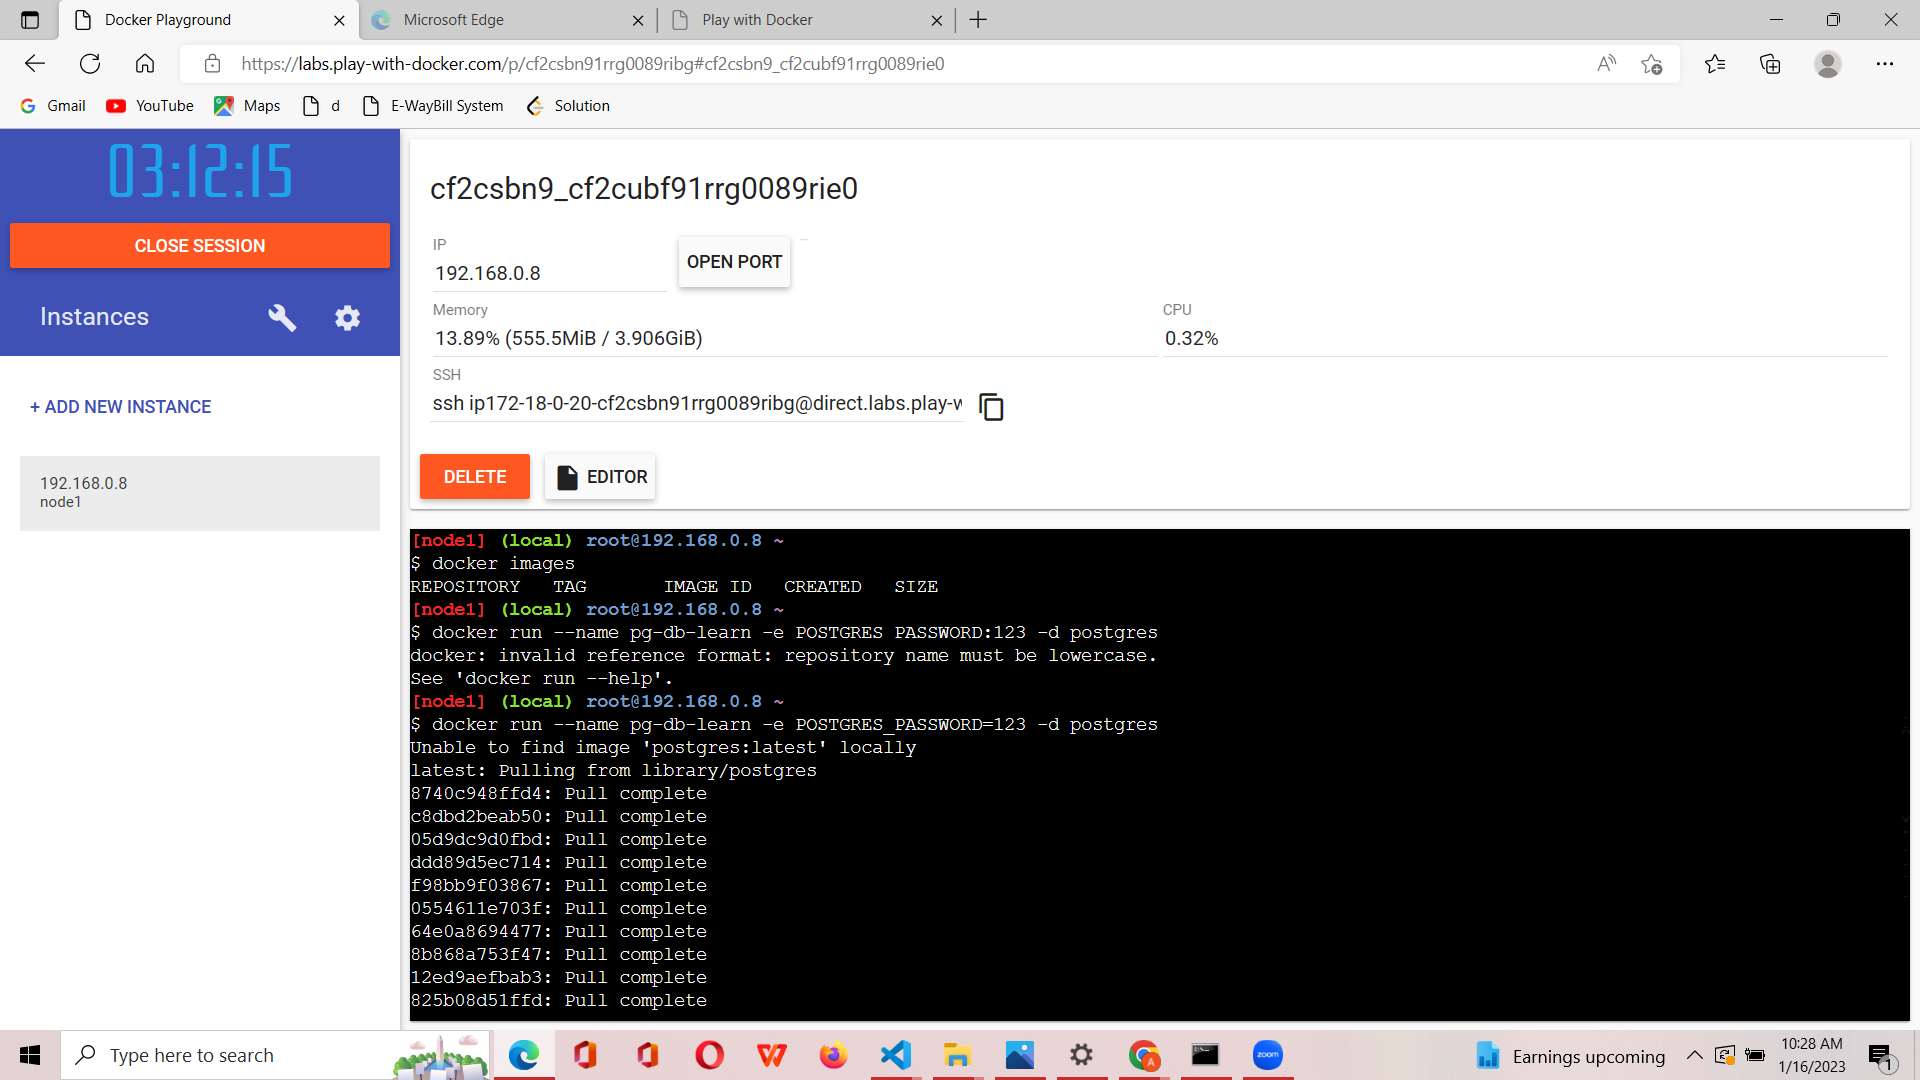 Docker Playground
Microsoft Edge
Play with Docker
https://labs.play-with-docker.com/p/cf2csbn91rrg0089ribg#cf2csbn9_cf2cubf91rrg0089rie0
Gmail
YouTube
Maps
d
E-WayBill System
Solution
03:12:15
CLOSE SESSION
Instances
+ ADD NEW INSTANCE
192.168.0.8
node1
cf2csbn9_cf2cubf91rrg0089rie0
IP
192.168.0.8
OPEN PORT
Memory
13.89% (555.5MiB / 3.906GiB)
CPU
0.32%
SSH
ssh ip172-18-0-20-cf2csbn91rrg0089ribg@direct.labs.play-w
DELETE
EDITOR
[node1] (local) root@192.168.0.8 ~
$ docker images
REPOSITORY   TAG       IMAGE ID   CREATED   SIZE
[node1] (local) root@192.168.0.8 ~
$ docker run --name pg-db-learn -e POSTGRES PASSWORD:123 -d postgres
docker: invalid reference format: repository name must be lowercase.
See 'docker run --help'.
[node1] (local) root@192.168.0.8 ~
$ docker run --name pg-db-learn -e POSTGRES_PASSWORD=123 -d postgres
Unable to find image 'postgres:latest' locally
latest: Pulling from library/postgres
8740c948ffd4: Pull complete
c8dbd2beab50: Pull complete
05d9dc9d0fbd: Pull complete
ddd89d5ec714: Pull complete
f98bb9f03867: Pull complete
0554611e703f: Pull complete
64e0a8694477: Pull complete
8b868a753f47: Pull complete
12ed9aefbab3: Pull complete
825b08d51ffd: Pull complete
Type here to search
zoom
Earnings upcoming
10:28 AM
1/16/2023
1